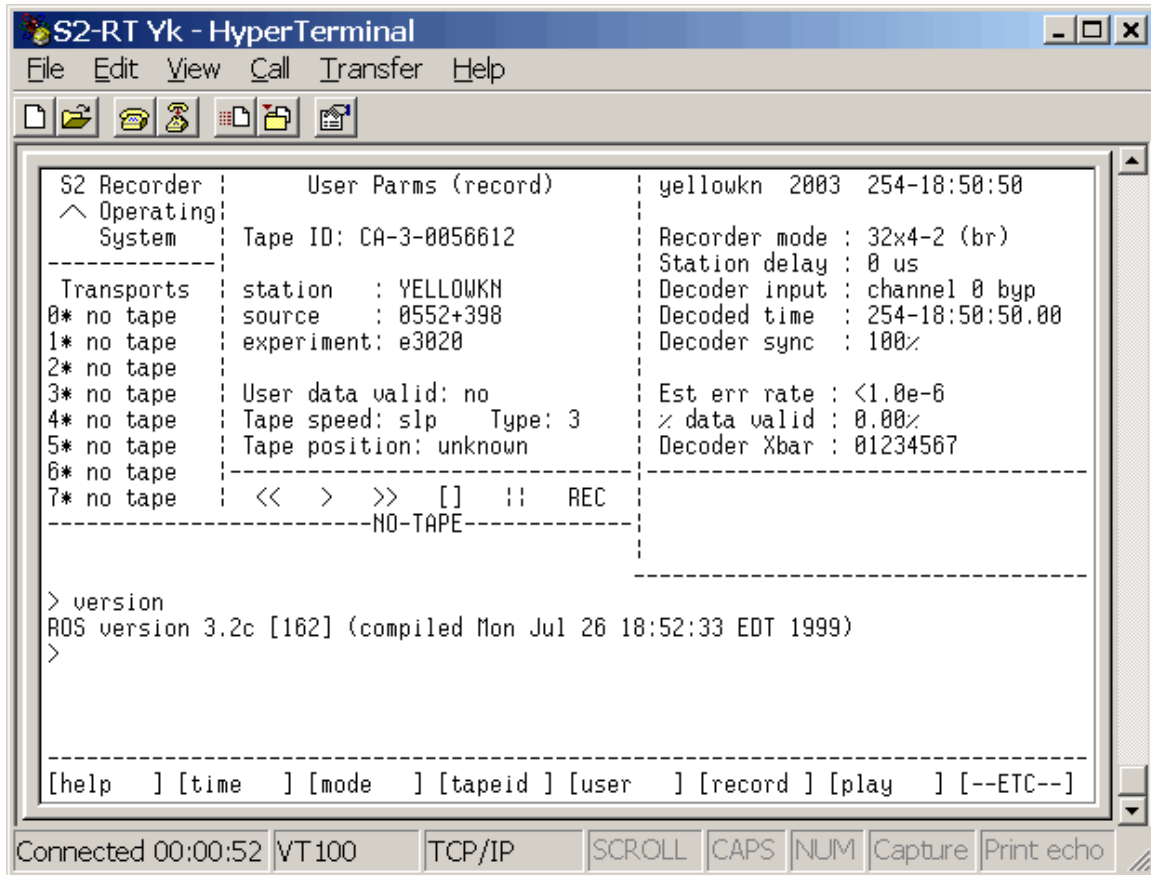 S2-RT Yk - HyperTerminal
File Edit View Call Transfer Help
S2 Recorder ¦ User Parms (record) ¦ yellowkn 2003 254-18:50:50
^ Operating¦ ¦
System ¦ Tape ID: CA-3-0056612 ¦ Recorder mode : 32x4-2 (br)
-------------¦ ¦ Station delay : 0 us
Transports ¦ station : YELLOWKN ¦ Decoder input : channel 0 byp
0* no tape ¦ source : 0552+398 ¦ Decoded time : 254-18:50:50.00
1* no tape ¦ experiment: e3020 ¦ Decoder sync : 100%
2* no tape ¦ ¦
3* no tape ¦ User data valid: no ¦ Est err rate : <1.0e-6
4* no tape ¦ Tape speed: slp Type: 3 ¦ % data valid : 0.00%
5* no tape ¦ Tape position: unknown ¦ Decoder Xbar : 01234567
6* no tape ¦-------------------------------¦---------------------------------
7* no tape ¦ << > >> [] ¦¦ REC ¦
-------------------------NO-TAPE-------------¦
> version
ROS version 3.2c [162] (compiled Mon Jul 26 18:52:33 EDT 1999)
>
[help ] [time ] [mode ] [tapeid ] [user ] [record ] [play ] [--ETC--]
Connected 00:00:52 VT100 TCP/IP SCROLL CAPS NUM Capture Print echo